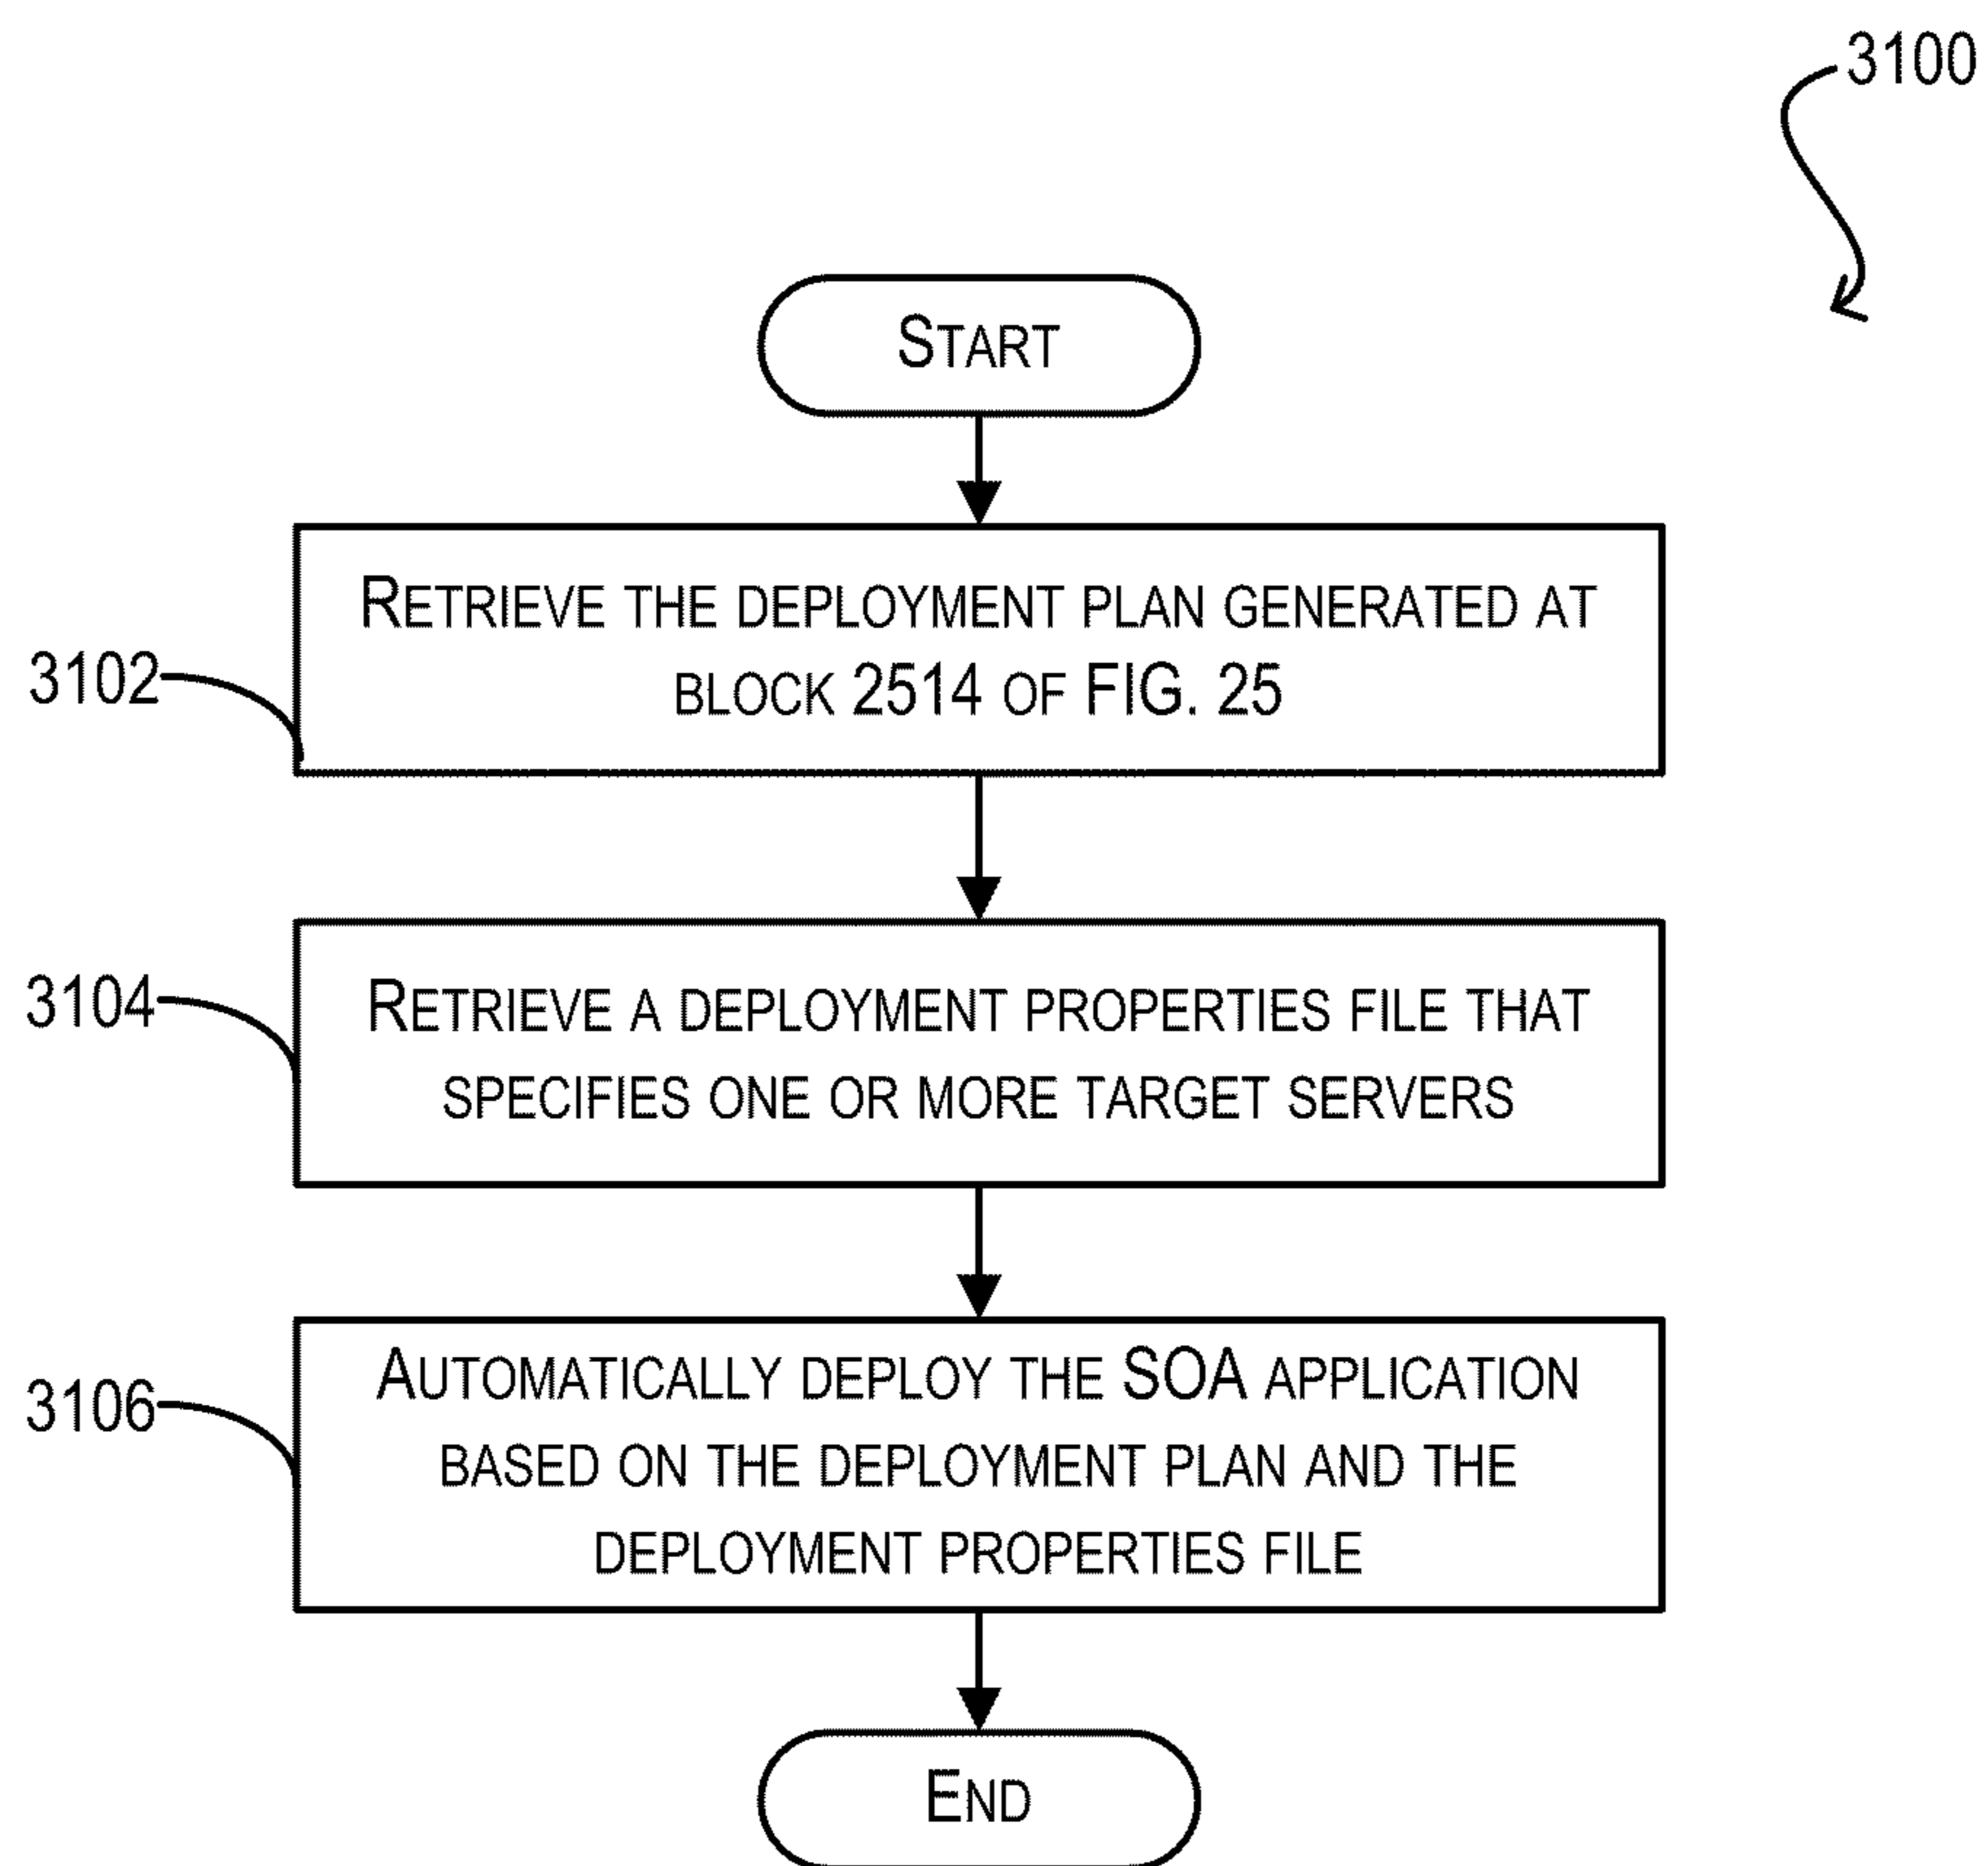 3100
START
RETRIEVE THE DEPLOYMENT PLAN GENERATED AT
BLOCK 2514 OF FIG. 25
3102
RETRIEVE A DEPLOYMENT PROPERTIES FILE THAT
SPECIFIES ONE OR MORE TARGET SERVERS
3104
AUTOMATICALLY DEPLOY THE SOA APPLICATION
BASED ON THE DEPLOYMENT PLAN AND THE
DEPLOYMENT PROPERTIES FILE
3106
END